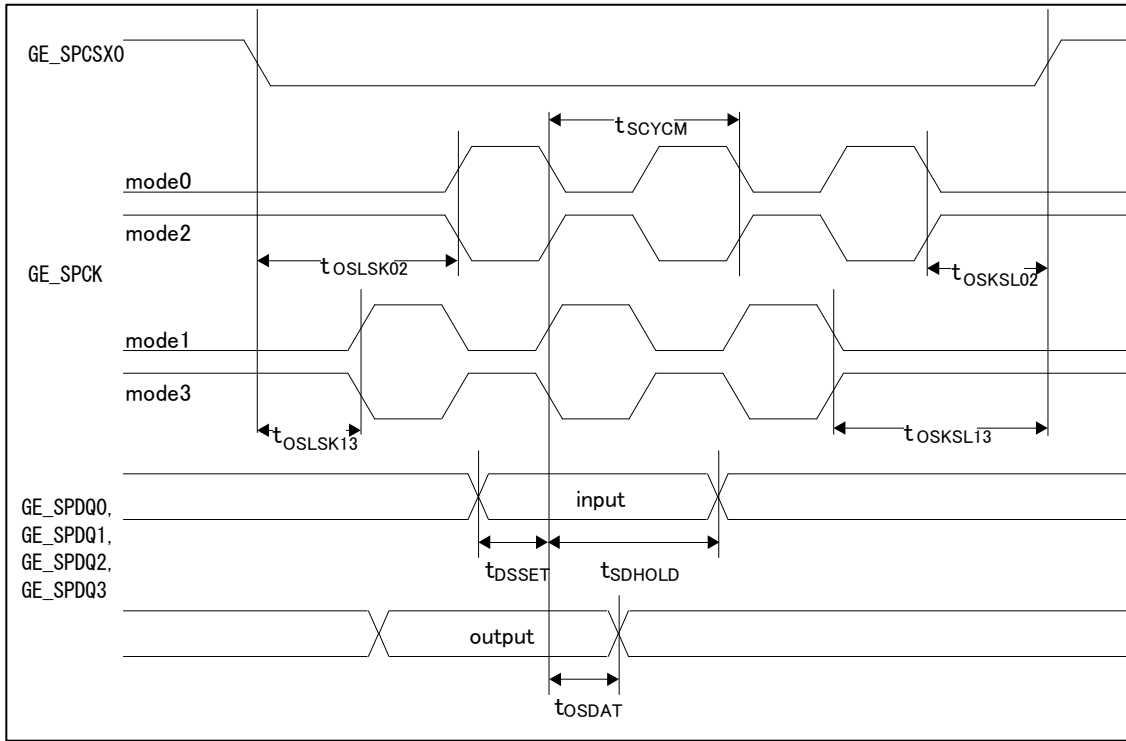 GE_SPCSX0
tSCYCM
mode0
mode2
tOSLSK02
tOSKSL02
GE_SPCK
mode1
mode3
tOSLSK13
tOSKSL13
GE_SPDQ0,
GE_SPDQ1,
GE_SPDQ2,
GE_SPDQ3
input
tDSSET
tSDHOLD
output
tOSDAT